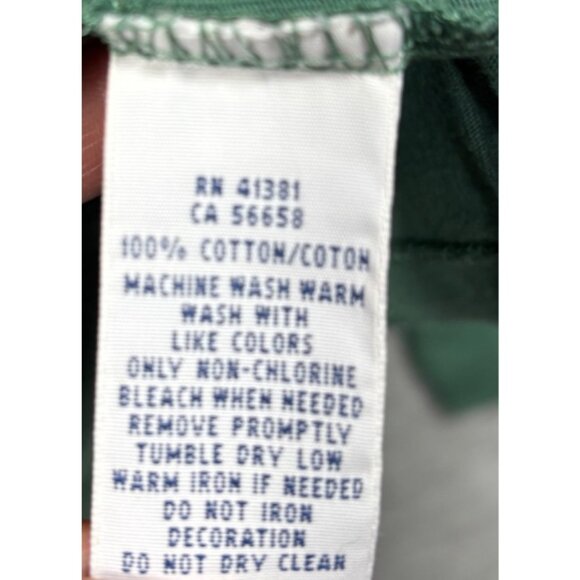 RN 41381
CA 56658
100% COTTON/COTON
MACHINE WASH WARM
WASH WITH
LIKE COLORS
ONLY NON-CHLORINE
BLEACH WHEN NEEDED
REMOVE PROMPTLY
TUMBLE DRY LOW
WARM IRON IF NEEDED
DO NOT IRON
DECORATION
DO NOT DRY CLEAN